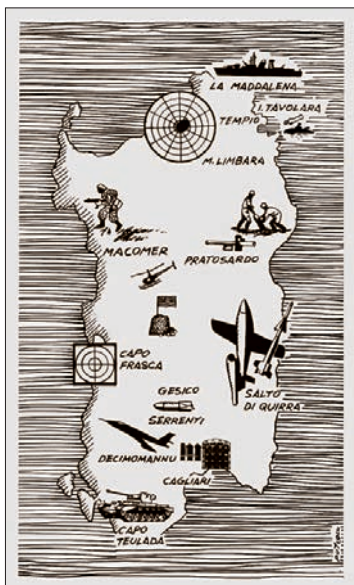 LA MADDALENA
I. TAVOLARA
TEMPIO
M. LIMBARA
MACOMER
PRATOSARDO
CAPO
FRASCA
GESICO
SERRENTI
SALTO
DI QUIRRA
DECIMOMANNU
CAGLIARI
CAPO
TEULADA